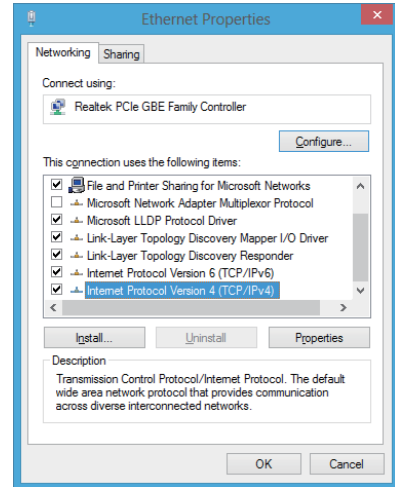 Ethernet Properties
Networking Sharing
Connect using:
Realtek PCIe GBE Family Controller
Configure...
This connection uses the following items:
File and Printer Sharing for Microsoft Networks
Microsoft Network Adapter Multiplexor Protocol
Microsoft LLDP Protocol Driver
Link-Layer Topology Discovery Mapper I/O Driver
Link-Layer Topology Discovery Responder
Internet Protocol Version 6 (TCP/IPv6)
Internet Protocol Version 4 (TCP/IPv4)
Install... Uninstall Properties
Description
Transmission Control Protocol/Internet Protocol. The default
wide area network protocol that provides communication
across diverse interconnected networks.
OK Cancel